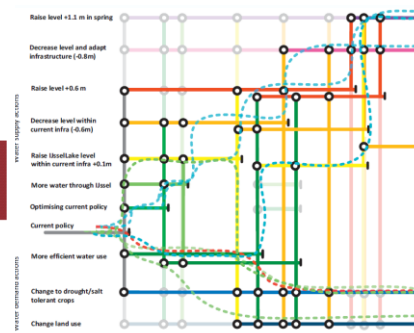 Raise level +1.1 m in spring
Decrease level and adapt
infrastructure (-0.8m)
Raise level +0.6 m
Decrease level within
current infra (-0.6m)
Raise IJsselLake level
within current infra +0.1m
More water through IJssel
Optimising current policy
Current policy
More efficient water use
Change to drought/salt
tolerant crops
Change land use
Water supply actions
Water demand actions